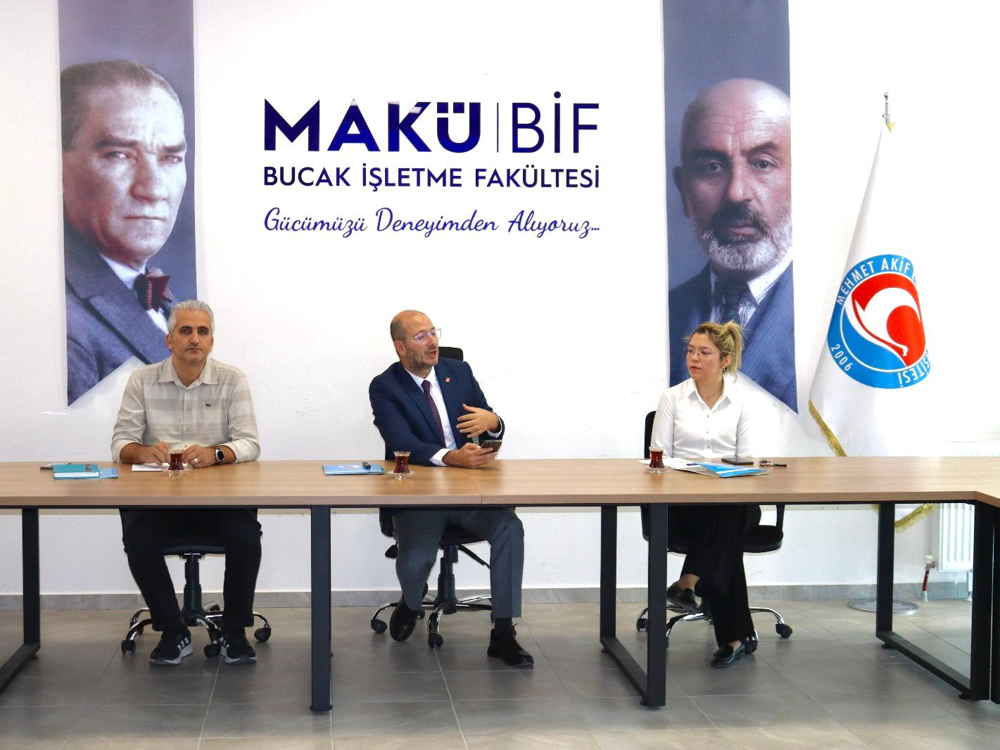 MAKÜ | BİF
BUCAK İŞLETME FAKÜLTESİ
Gücümüzü Deneyimden Alıyoruz...
MEHMET AKİF
2006